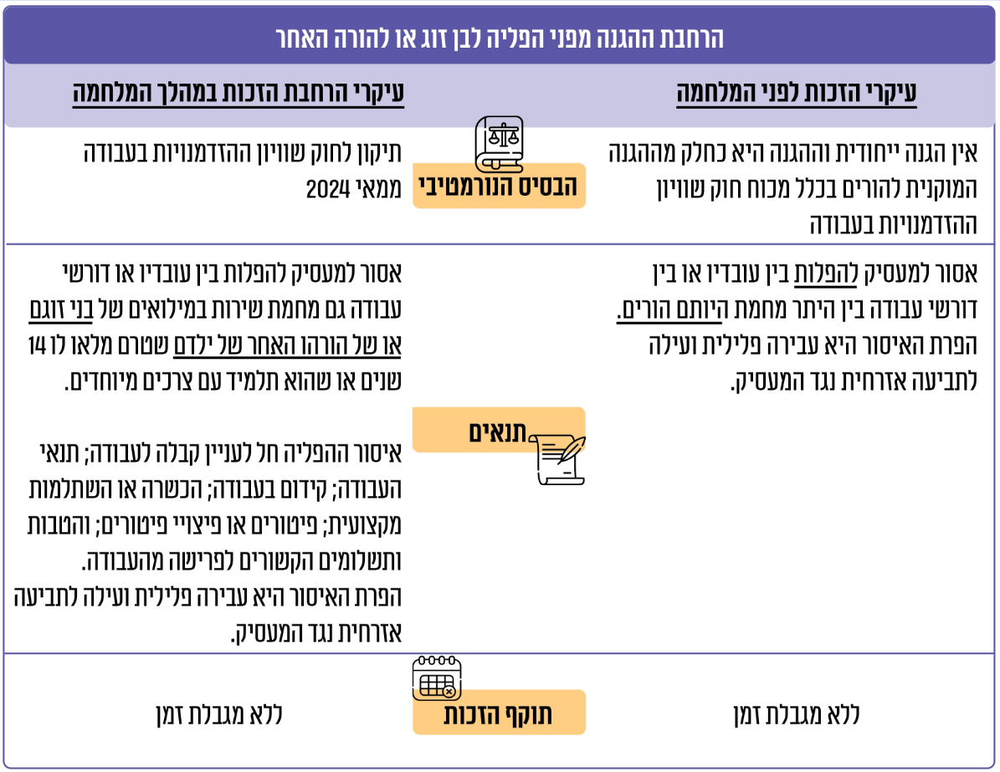 הרחבת ההגנה מפני הפליה לבן זוג או להורה האחר
עיקרי הזכות לפני המלחמה
עיקרי הרחבת הזכות במהלך המלחמה
אין הגנה ייחודית וההגנה היא כחלק מההגנה
המוקנית להורים בכלל מכוח חוק שוויון
ההזדמנויות בעבודה
הבסיס הנורמטיבי
תיקון לחוק שוויון ההזדמנויות בעבודה
ממאי 2024
אסור למעסיק להפלות בין עובדיו או בין
דורשי עבודה בין היתר מחמת היותם הורים.
הפרת האיסור היא עבירה פלילית ועילה
לתביעה אזרחית נגד המעסיק.
תנאים
אסור למעסיק להפלות בין עובדיו או דורשי
עבודה גם מחמת שירות במילואים של בני זוגם
או של הורהו האחר של ילדם שטרם מלאו לו 14
שנים או שהוא תלמיד עם צרכים מיוחדים.
איסור ההפליה חל לעניין קבלה לעבודה; תנאי
העבודה; קידום בעבודה; הכשרה או השתלמות
מקצועית; פיטורים או פיצויי פיטורים; והטבות
ותשלומים הקשורים לפרישה מהעבודה.
הפרת האיסור היא עבירה פלילית ועילה לתביעה
אזרחית נגד המעסיק.
ללא מגבלת זמן
תוקף הזכות
ללא מגבלת זמן